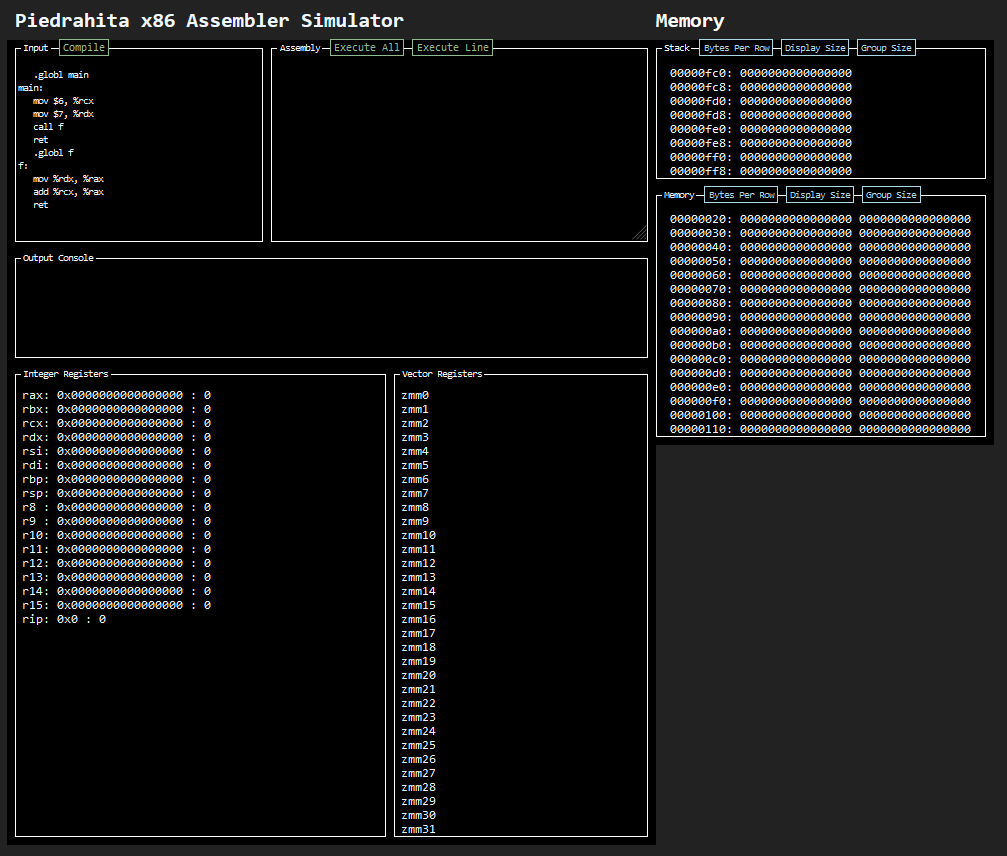 Piedrahita x86 Assembler Simulator
Input Compile
.globl main
main:
mov $6, %rcx
mov $7, %rdx
call f
ret
.globl f
f:
mov %rdx, %rax
add %rcx, %rax
ret
Assembly Execute All Execute Line
Output Console
Integer Registers
rax: 0x0000000000000000 : 0
rbx: 0x0000000000000000 : 0
rcx: 0x0000000000000000 : 0
rdx: 0x0000000000000000 : 0
rsi: 0x0000000000000000 : 0
rdi: 0x0000000000000000 : 0
rbp: 0x0000000000000000 : 0
rsp: 0x0000000000000000 : 0
r8 : 0x0000000000000000 : 0
r9 : 0x0000000000000000 : 0
r10: 0x0000000000000000 : 0
r11: 0x0000000000000000 : 0
r12: 0x0000000000000000 : 0
r13: 0x0000000000000000 : 0
r14: 0x0000000000000000 : 0
r15: 0x0000000000000000 : 0
rip: 0x0 : 0
Vector Registers
zmm0
zmm1
zmm2
zmm3
zmm4
zmm5
zmm6
zmm7
zmm8
zmm9
zmm10
zmm11
zmm12
zmm13
zmm14
zmm15
zmm16
zmm17
zmm18
zmm19
zmm20
zmm21
zmm22
zmm23
zmm24
zmm25
zmm26
zmm27
zmm28
zmm29
zmm30
zmm31
Memory
Stack Bytes Per Row Display Size Group Size
00000fc0: 0000000000000000
00000fc8: 0000000000000000
00000fd0: 0000000000000000
00000fd8: 0000000000000000
00000fe0: 0000000000000000
00000fe8: 0000000000000000
00000ff0: 0000000000000000
00000ff8: 0000000000000000
Memory Bytes Per Row Display Size Group Size
00000020: 0000000000000000 0000000000000000
00000030: 0000000000000000 0000000000000000
00000040: 0000000000000000 0000000000000000
00000050: 0000000000000000 0000000000000000
00000060: 0000000000000000 0000000000000000
00000070: 0000000000000000 0000000000000000
00000080: 0000000000000000 0000000000000000
00000090: 0000000000000000 0000000000000000
000000a0: 0000000000000000 0000000000000000
000000b0: 0000000000000000 0000000000000000
000000c0: 0000000000000000 0000000000000000
000000d0: 0000000000000000 0000000000000000
000000e0: 0000000000000000 0000000000000000
000000f0: 0000000000000000 0000000000000000
00000100: 0000000000000000 0000000000000000
00000110: 0000000000000000 0000000000000000